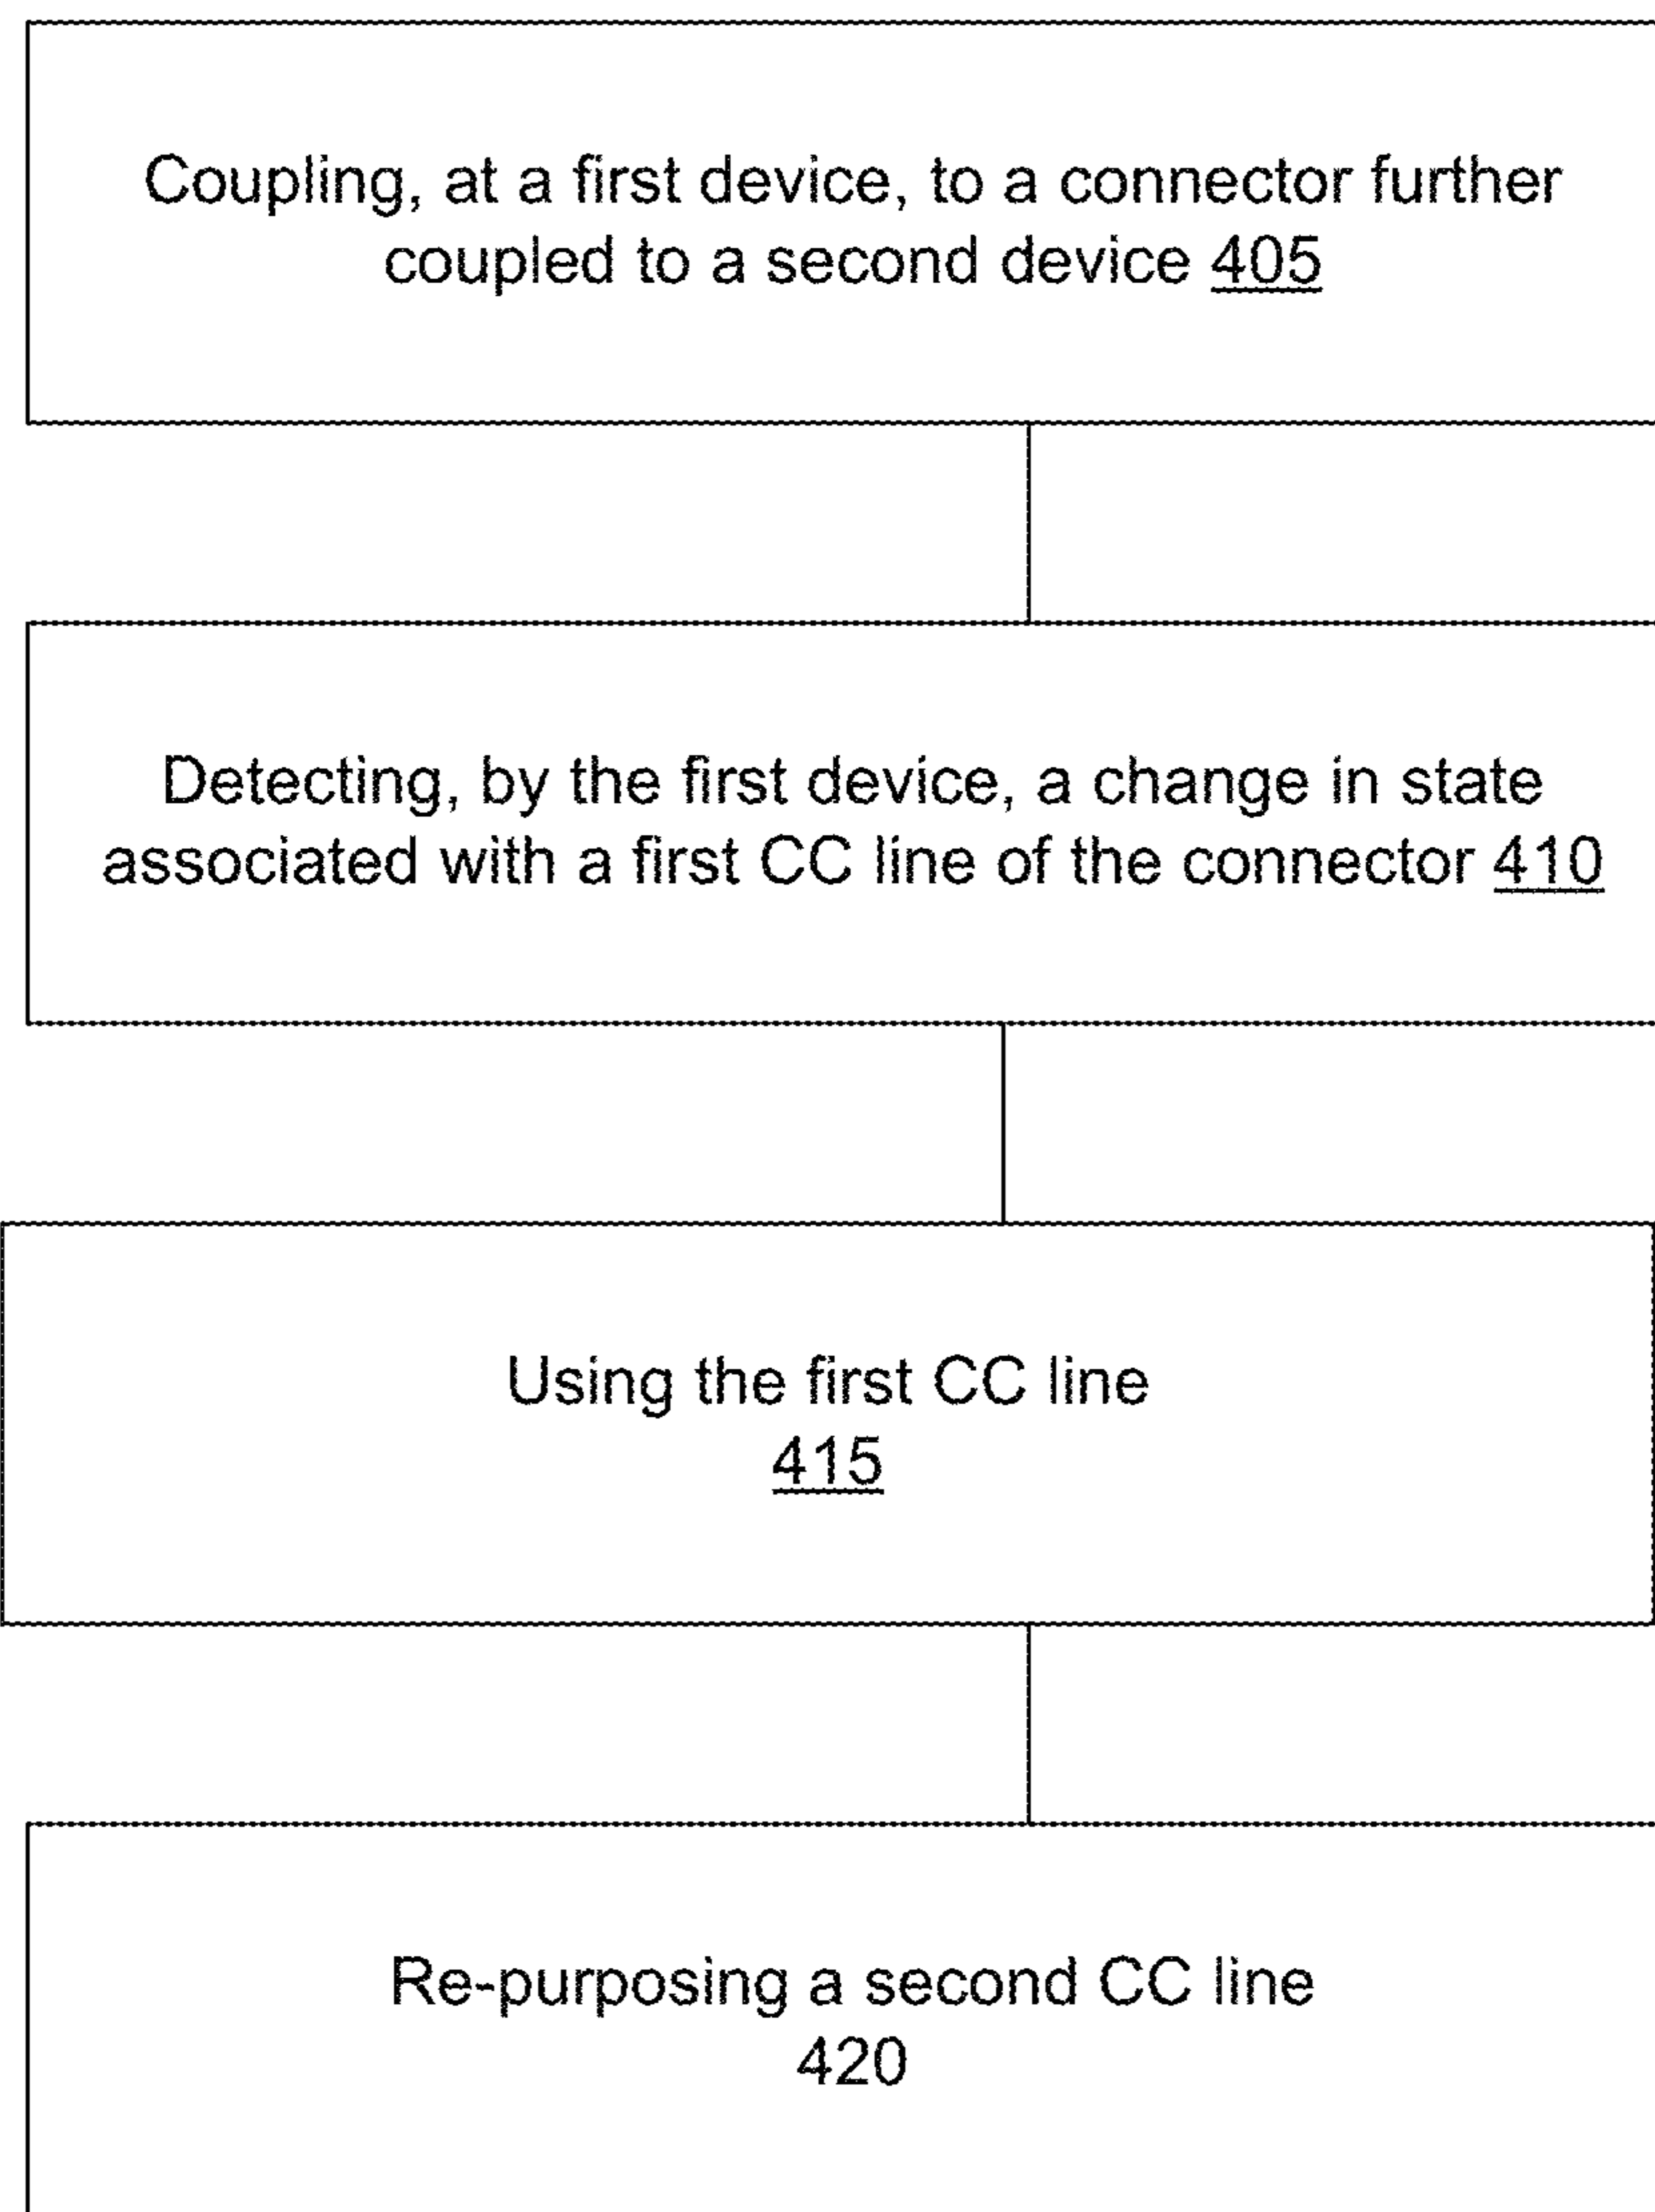 Coupling, at a first device, to a connector further
coupled to a second device 405
Detecting, by the first device, a change in state
associated with a first CC line of the connector 410
Using the first CC line
415
Re-purposing a second CC line
420